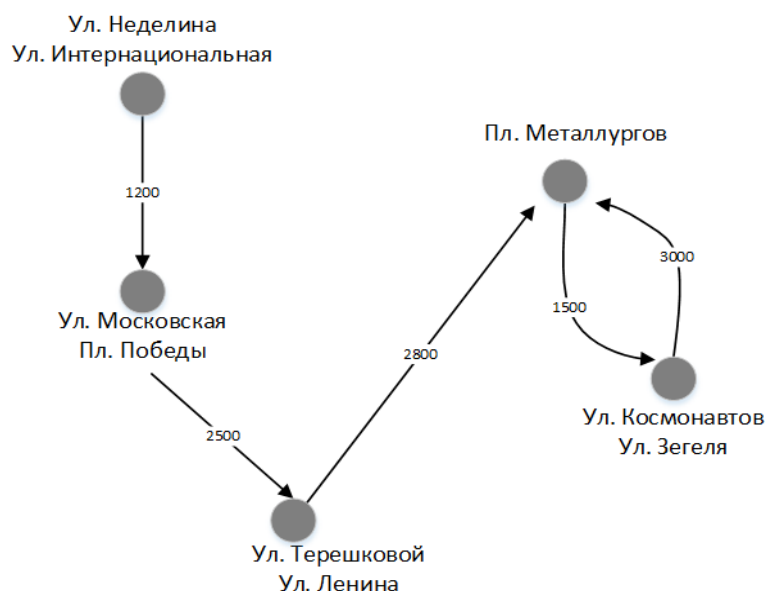 Ул. Неделина
Ул. Интернациональная
Пл. Металлургов
1200
3000
Ул. Московская
Пл. Победы
1500
2800
2500
Ул. Космонавтов
Ул. Зегеля
Ул. Терешковой
Ул. Ленина